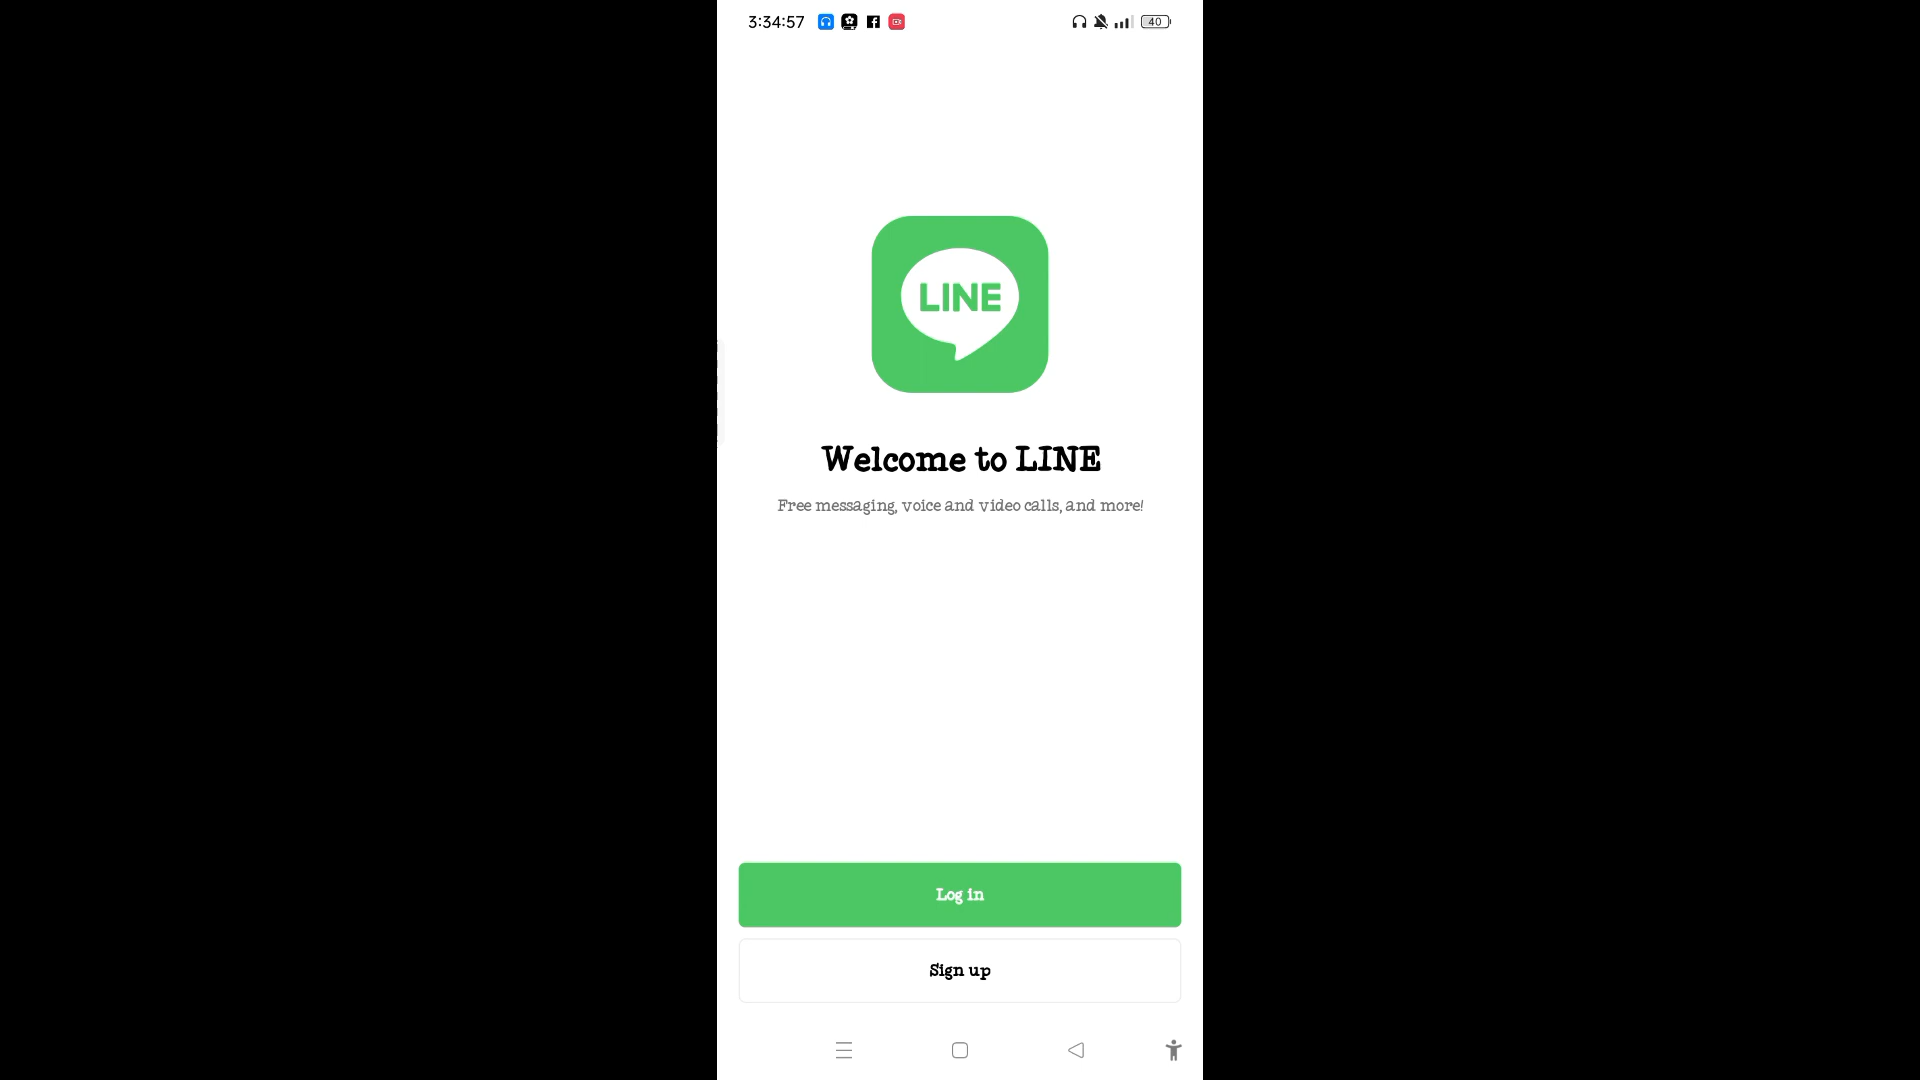 3:34:57
40
LINE
Welcome to LINE
Free messaging, voice and video calls, and more!
Log in
Sign up